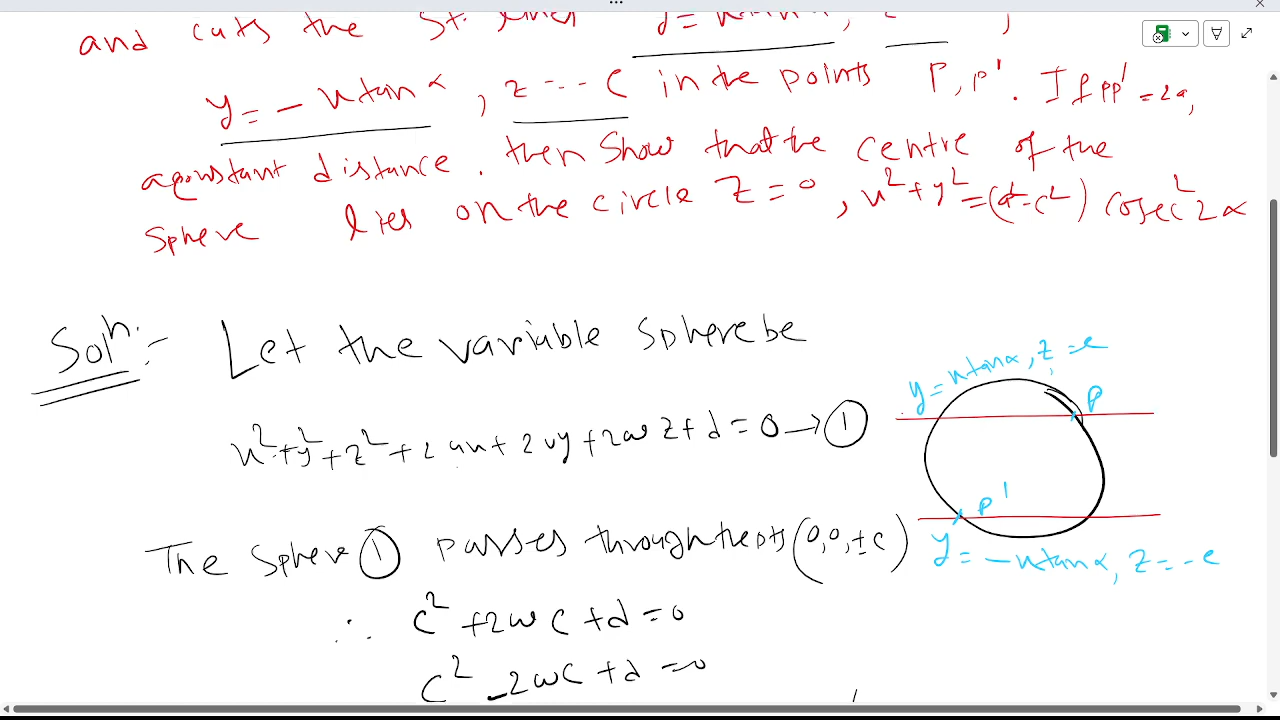 and cuts the St. lines y = x tan α,
y = - x tan α, z = - c in the points P, P'. If PP' = 2a,
a constant distance. then Show that the centre of the
sphere lies on the circle Z = 0, x² + y² = (a² - c²) cosec² 2α
Solⁿ:- Let the variable Sphere be
x² + y² + z² + 2ux + 2vy + 2wz + d = 0 → ①
The Sphere ① passes through the pts (0, 0, ± c)
∴ c² + 2wc + d = 0
c² - 2wc + d = 0
y = x tan α, z = c
P
P'
y = - x tan α, z = - c